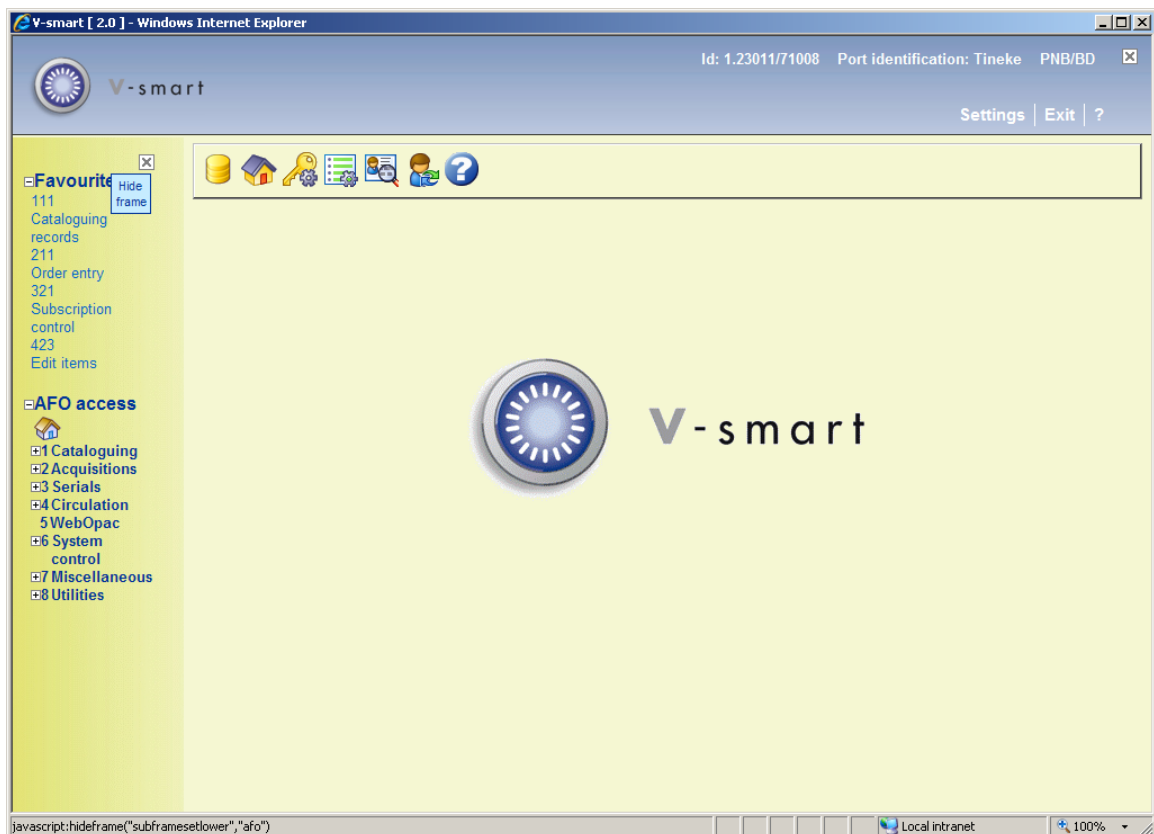 V-smart [ 2.0 ] - Windows Internet Explorer
Id: 1.23011/71008 Port identification: Tineke PNB/BD
V-smart
Settings Exit ?
Favourite
Hide
frame
111
Cataloguing
records
211
Order entry
321
Subscription
control
423
Edit items
AFO access
1 Cataloguing
2 Acquisitions
3 Serials
4 Circulation
5 WebOpac
6 System
control
7 Miscellaneous
8 Utilities
V-smart
javascript:hideframe("subframesetlower","afo")
Local intranet
100%